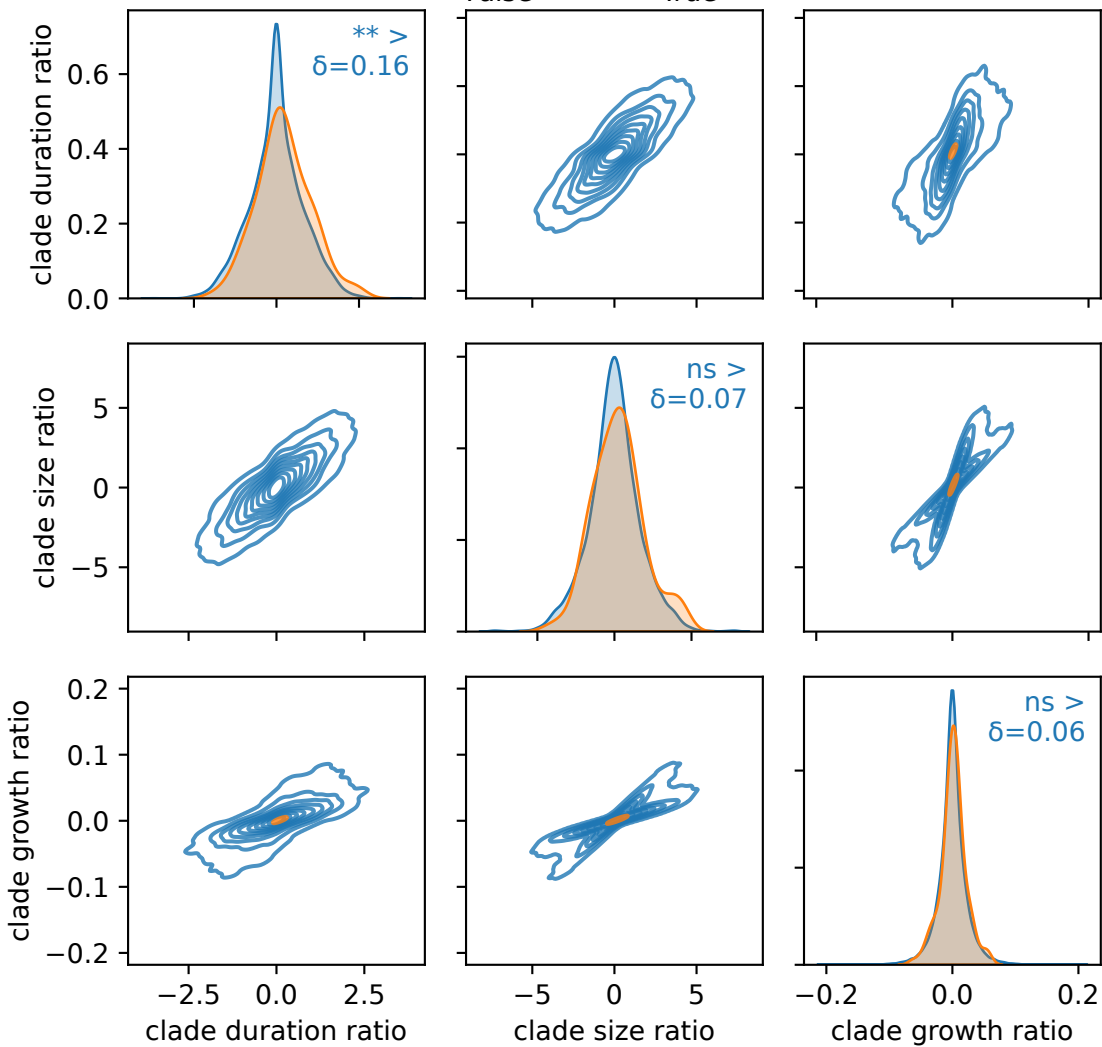 clade duration ratio
0.6
0.4
0.2
0.0
** >
δ=0.16
clade size ratio
5
0
−5
ns >
δ=0.07
clade growth ratio
0.2
0.1
0.0
−0.1
−0.2
ns >
δ=0.06
−2.5 0.0 2.5
−5 0 5
−0.2 0.0 0.2
clade duration ratio
clade size ratio
clade growth ratio